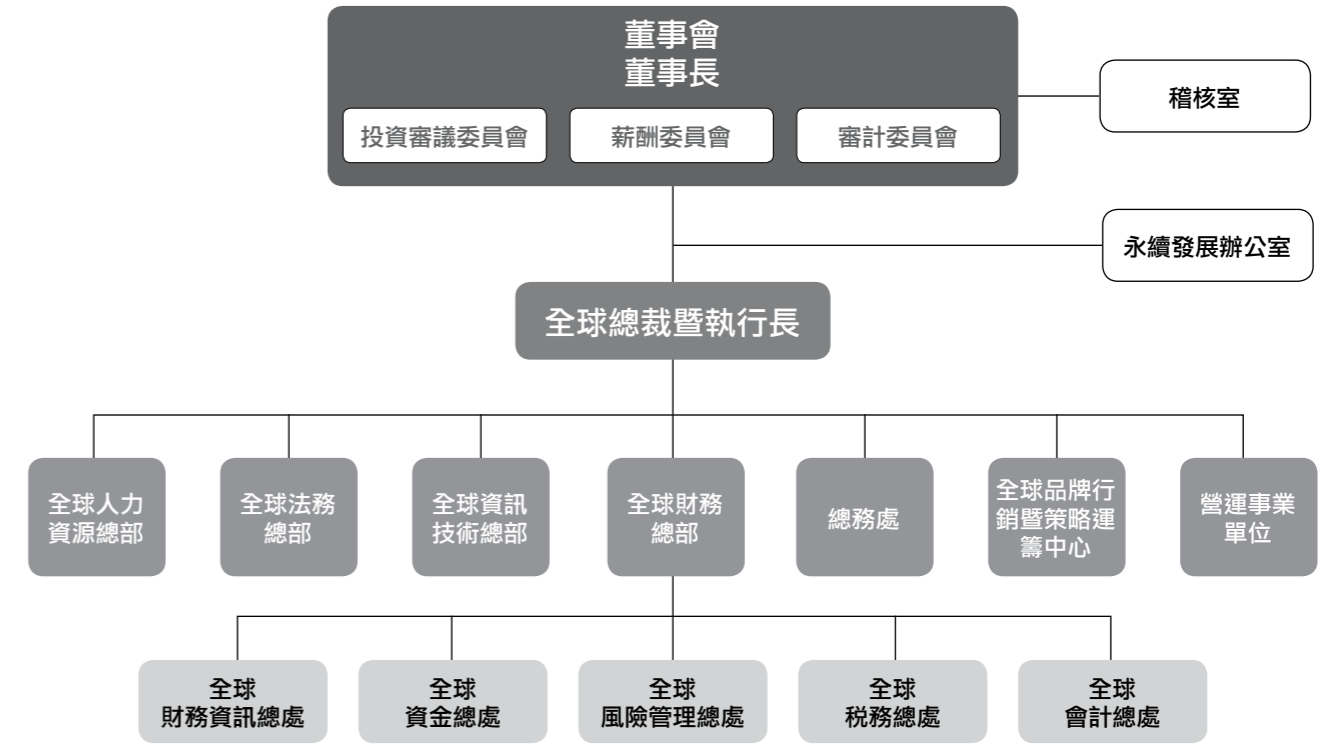 董事會
董事長
投資審議委員會
薪酬委員會
審計委員會
稽核室
永續發展辦公室
全球總裁暨執行長
全球人力
資源總部
全球法務
總部
全球資訊
技術總部
全球財務
總部
總務處
全球品牌行
銷暨策略運
籌中心
營運事業
單位
全球
財務資訊總處
全球
資金總處
全球
風險管理總處
全球
稅務總處
全球
會計總處